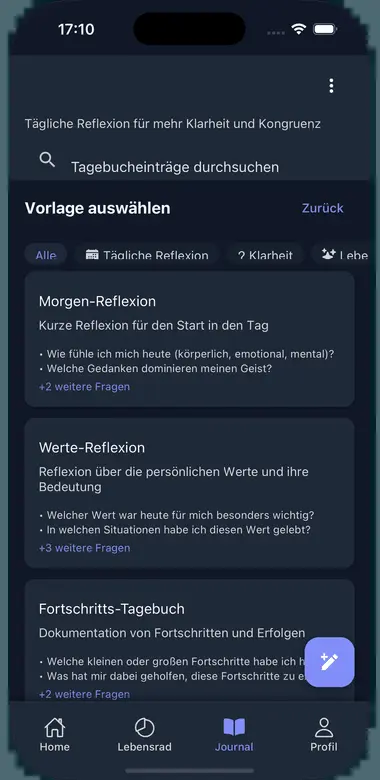 17:10
Tägliche Reflexion für mehr Klarheit und Kongruenz
Tagebucheinträge durchsuchen
Vorlage auswählen
Zurück
Alle
Tägliche Reflexion
? Klarheit
Lebe
Morgen-Reflexion
Kurze Reflexion für den Start in den Tag
• Wie fühle ich mich heute (körperlich, emotional, mental)?
• Welche Gedanken dominieren meinen Geist?
+2 weitere Fragen
Werte-Reflexion
Reflexion über die persönlichen Werte und ihre
Bedeutung
• Welcher Wert war heute für mich besonders wichtig?
• In welchen Situationen habe ich diesen Wert gelebt?
+3 weitere Fragen
Fortschritts-Tagebuch
Dokumentation von Fortschritten und Erfolgen
• Welche kleinen oder großen Fortschritte habe ich h
• Was hat mir dabei geholfen, diese Fortschritte zu e
+2 weitere Fragen
Home
Lebensrad
Journal
Profil